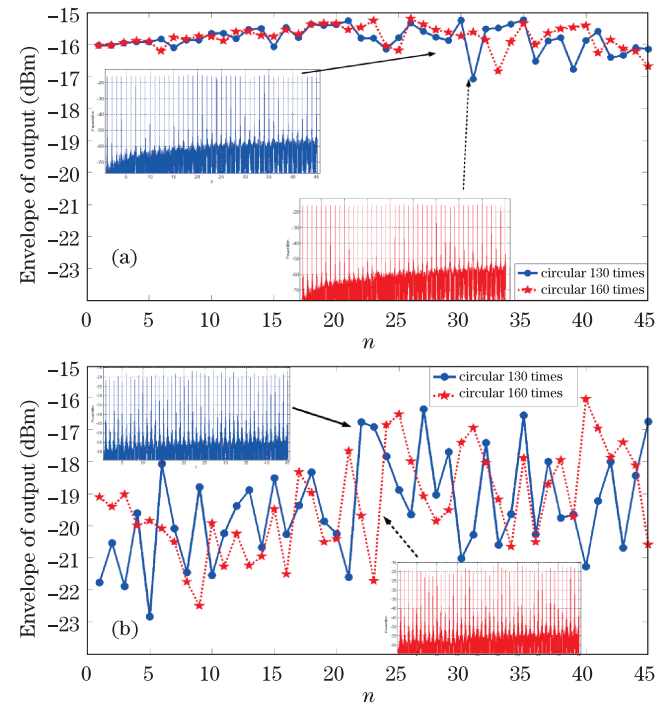 Envelope of output (dBm)
−15
−16
−17
−18
−19
−20
−21
−22
−23
(a)
circular 130 times
circular 160 times
0 5 10 15 20 25 30 35 40 45
n
Envelope of output (dBm)
−15
−16
−17
−18
−19
−20
−21
−22
−23
(b)
circular 130 times
circular 160 times
0 5 10 15 20 25 30 35 40 45
n